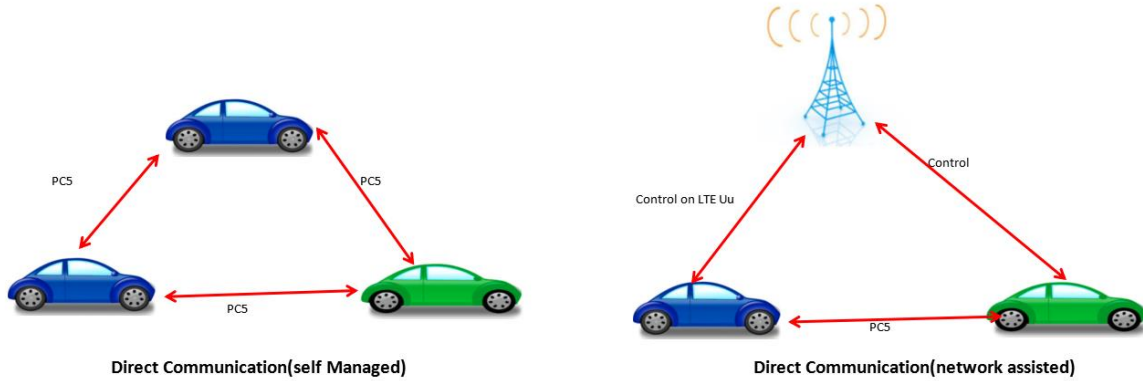 PC5
PC5
PC5
Direct Communication(self Managed)
Control
Control on LTE Uu
PC5
Direct Communication(network assisted)